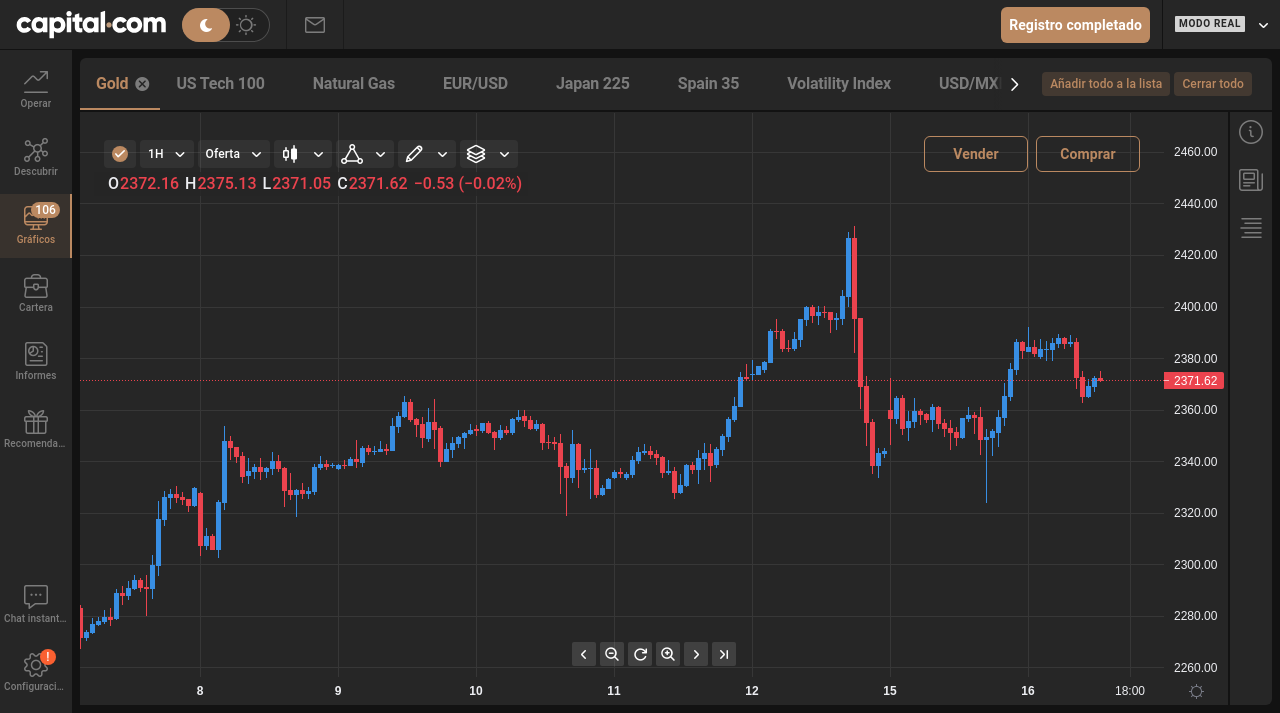 capital.com
Registro completado
MODO REAL
Operar
Descubrir
106
Gráficos
Cartera
Informes
Recomenda...
Chat instant...
!
Configuraci...
Gold US Tech 100 Natural Gas EUR/USD Japan 225 Spain 35 Volatility Index USD/MX
Añadir todo a la lista Cerrar todo
1H Oferta
Vender Comprar
O2372.16 H2375.13 L2371.05 C2371.62 −0.53 (−0.02%)
2460.00
2440.00
2420.00
2400.00
2380.00
2371.62
2360.00
2340.00
2320.00
2300.00
2280.00
2260.00
8 9 10 11 12 15 16 18:00